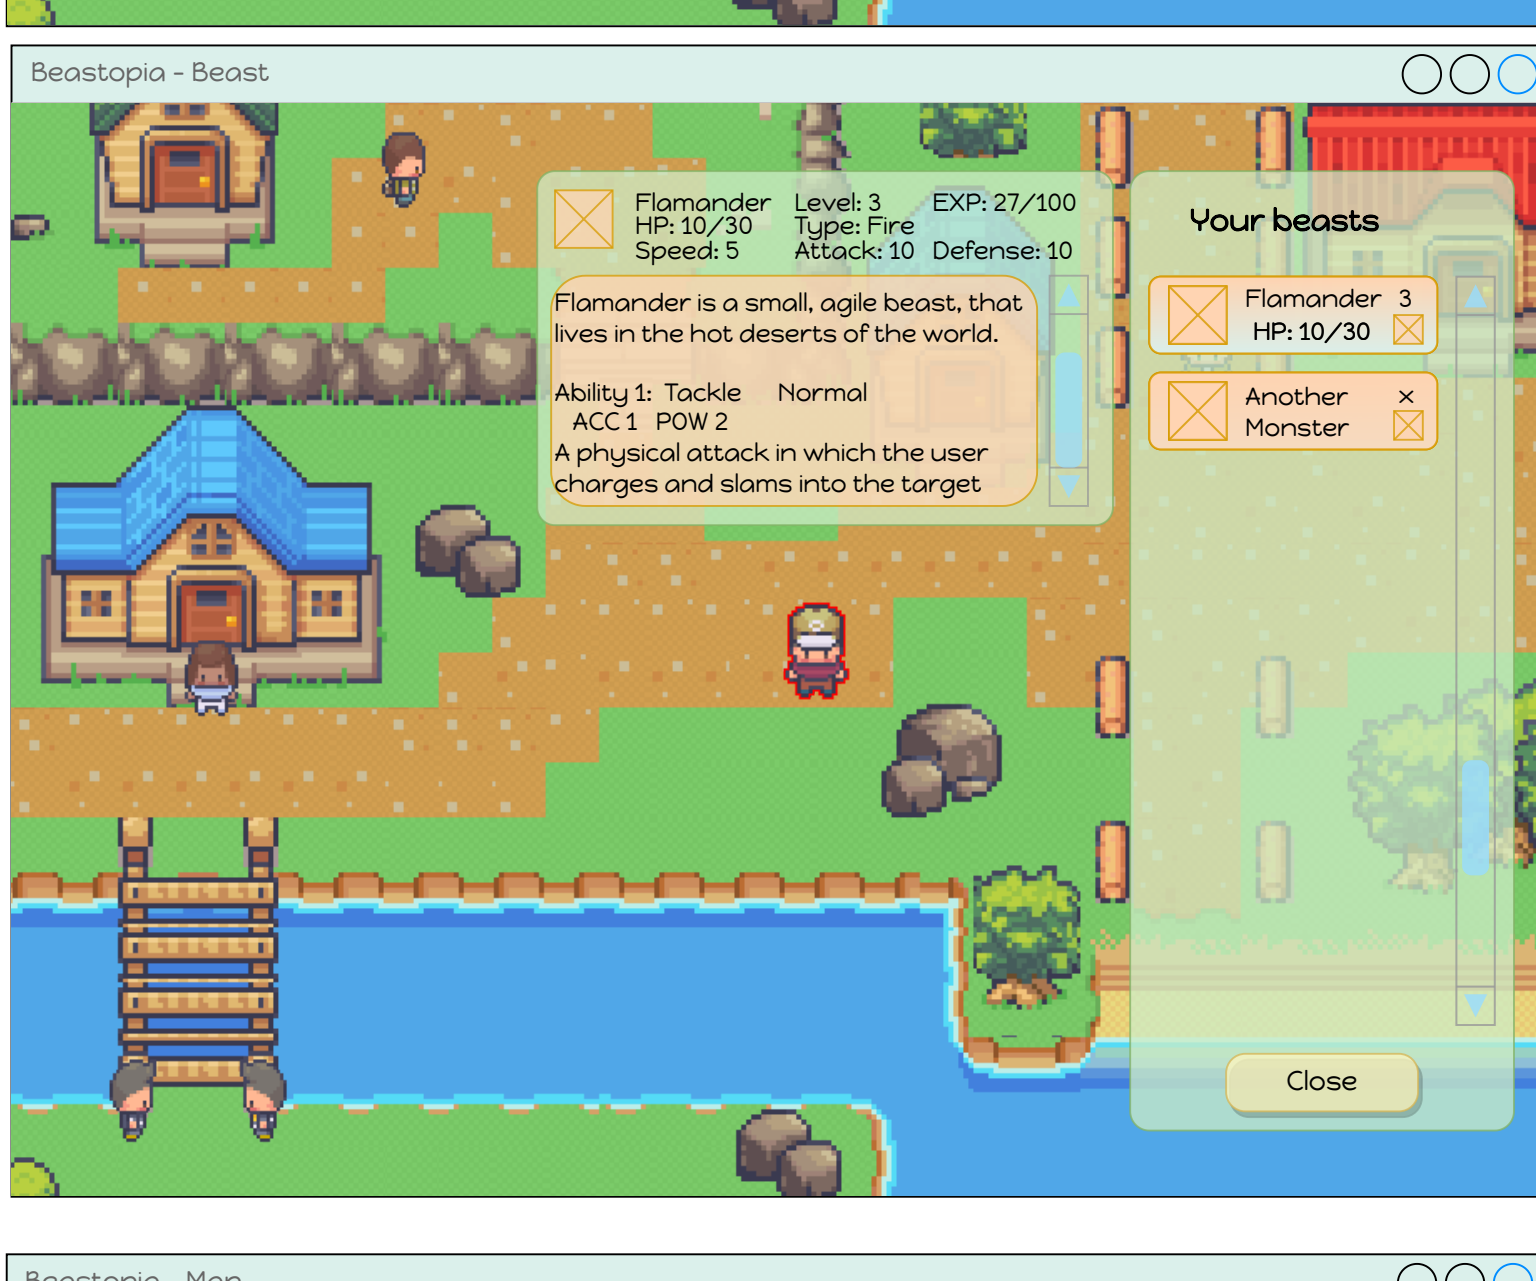 Beastopia - Beast
Flamander Level: 3 EXP: 27/100
HP: 10/30 Type: Fire
Speed: 5 Attack: 10 Defense: 10
Flamander is a small, agile beast, that
lives in the hot deserts of the world.
Ability 1: Tackle Normal
ACC 1 POW 2
A physical attack in which the user
charges and slams into the target
Your beasts
Flamander 3
HP: 10/30
Another ×
Monster
Close
Beastopia - Map